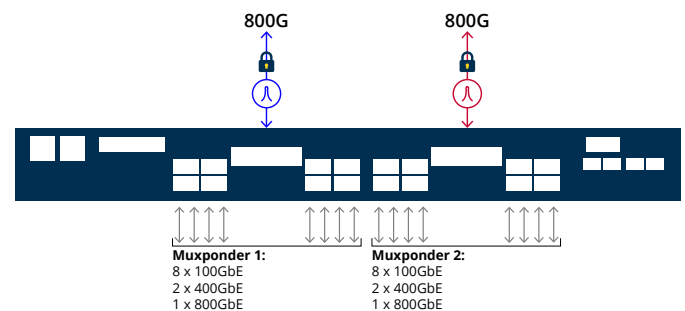 800G
800G
Muxponder 1:
8 x 100GbE
2 x 400GbE
1 x 800GbE
Muxponder 2:
8 x 100GbE
2 x 400GbE
1 x 800GbE